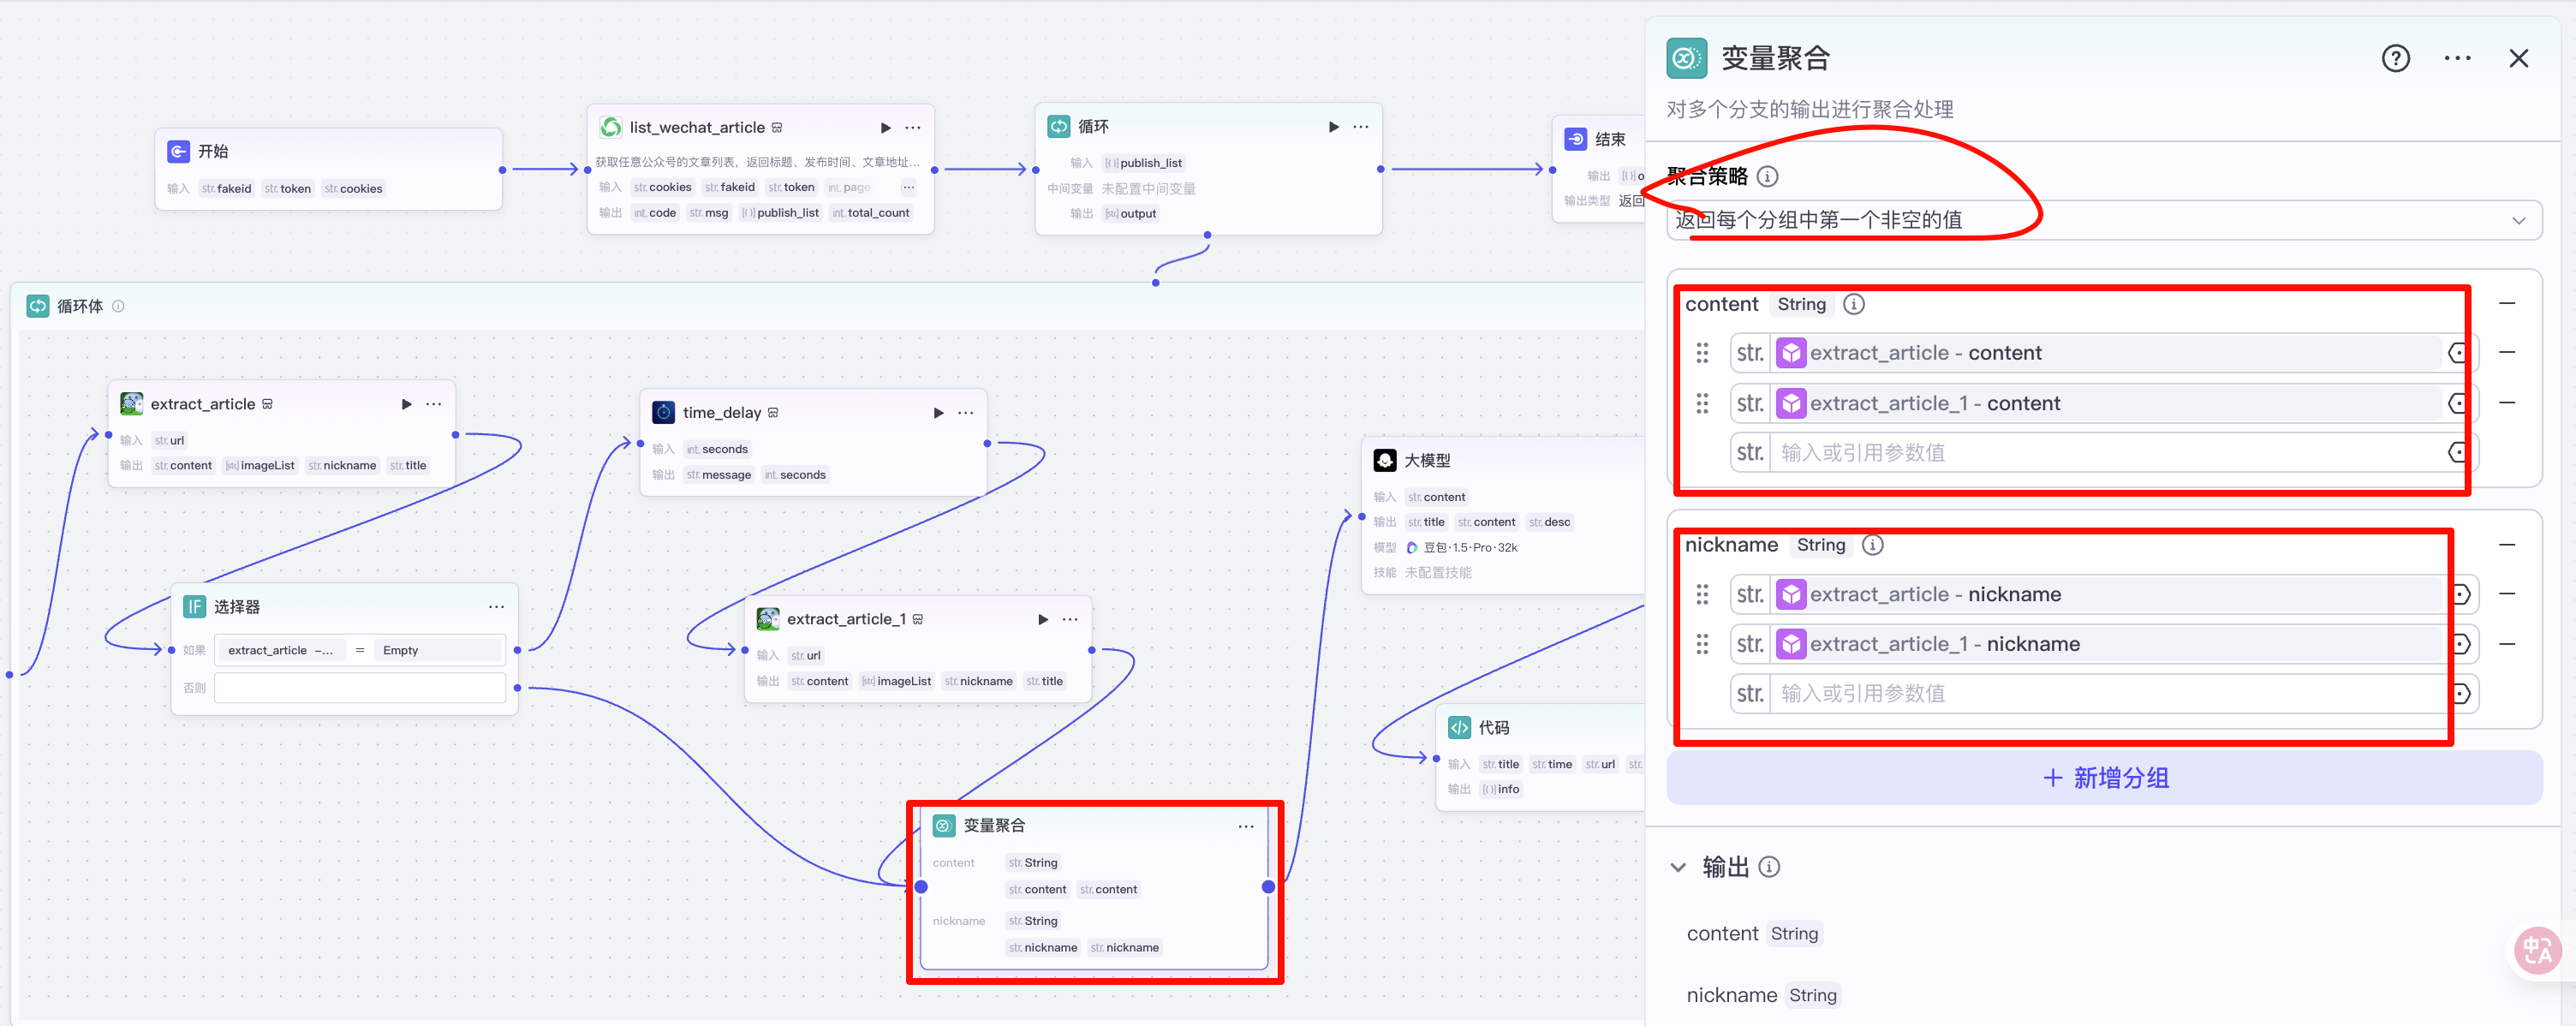 开始
输入 str.fakeid str.token str.cookies
list_wechat_article
获取任意公众号的文章列表，返回标题、发布时间、文章地址...
输入 str.cookies str.fakeid str.token int.page ...
输出 int.code str.msg [()]publish_list int.total_count
循环
输入 [()]publish_list
中间变量 未配置中间变量
输出 [str]output
结束
输出 [()]o
输出类型 返回
循环体
extract_article
输入 str.url
输出 str.content [str]imageList str.nickname str.title
选择器
如果 extract_article -... = Empty
否则
time_delay
输入 int.seconds
输出 str.message int.seconds
extract_article_1
输入 str.url
输出 str.content [str]imageList str.nickname str.title
变量聚合
content str.String
str.content str.content
nickname str.String
str.nickname str.nickname
大模型
输入 str.content
输出 str.title str.content str.desc
模型 豆包·1.5·Pro·32k
技能 未配置技能
代码
输入 str.title str.time str.url str.
输出 [()]info
变量聚合
对多个分支的输出进行聚合处理
聚合策略
返回每个分组中第一个非空的值
content String
str. extract_article - content
str. extract_article_1 - content
str. 输入或引用参数值
nickname String
str. extract_article - nickname
str. extract_article_1 - nickname
str. 输入或引用参数值
+ 新增分组
输出
content String
nickname String
中A